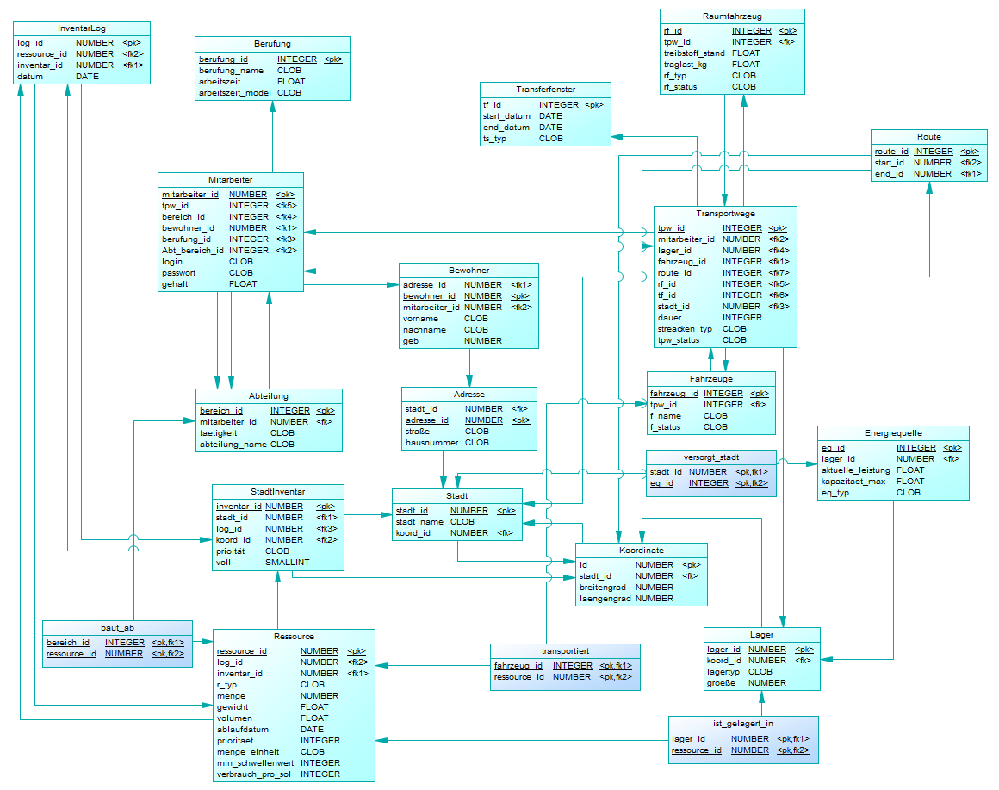 InventarLog
log_id NUMBER <pk>
ressource_id NUMBER <fk2>
inventar_id NUMBER <fk1>
datum DATE
Berufung
berufung_id INTEGER <pk>
berufung_name CLOB
arbeitszeit FLOAT
arbeitszeit_model CLOB
Transferfenster
tf_id INTEGER <pk>
start_datum DATE
end_datum DATE
ts_typ CLOB
Raumfahrzeug
rf_id INTEGER <pk>
tpw_id INTEGER <fk>
treibstoff_stand FLOAT
traglast_kg FLOAT
rf_typ CLOB
rf_status CLOB
Route
route_id INTEGER <pk>
start_id NUMBER <fk2>
end_id NUMBER <fk1>
Mitarbeiter
mitarbeiter_id NUMBER <pk>
tpw_id INTEGER <fk5>
bereich_id INTEGER <fk4>
bewohner_id NUMBER <fk1>
berufung_id INTEGER <fk3>
Abt_bereich_id INTEGER <fk2>
login CLOB
passwort CLOB
gehalt FLOAT
Transportwege
tpw_id INTEGER <pk>
mitarbeiter_id NUMBER <fk2>
lager_id NUMBER <fk4>
fahrzeug_id INTEGER <fk1>
route_id INTEGER <fk7>
rf_id INTEGER <fk5>
tf_id INTEGER <fk6>
stadt_id NUMBER <fk3>
dauer INTEGER
streacken_typ CLOB
tpw_status CLOB
Bewohner
adresse_id NUMBER <fk1>
bewohner_id NUMBER <pk>
mitarbeiter_id NUMBER <fk2>
vorname CLOB
nachname CLOB
geb NUMBER
Abteilung
bereich_id INTEGER <pk>
mitarbeiter_id NUMBER <fk>
taetigkeit CLOB
abteilung_name CLOB
Adresse
stadt_id NUMBER <fk>
adresse_id NUMBER <pk>
straße CLOB
hausnummer CLOB
Fahrzeuge
fahrzeug_id INTEGER <pk>
tpw_id INTEGER <fk>
f_name CLOB
f_status CLOB
Energiequelle
eq_id INTEGER <pk>
lager_id NUMBER <fk>
aktuelle_leistung FLOAT
kapazitaet_max FLOAT
eq_typ CLOB
versorgt_stadt
stadt_id NUMBER <pk,fk1>
eq_id INTEGER <pk,fk2>
StadtInventar
inventar_id NUMBER <pk>
stadt_id NUMBER <fk1>
log_id NUMBER <fk3>
koord_id NUMBER <fk2>
prioität CLOB
voll SMALLINT
Stadt
stadt_id NUMBER <pk>
stadt_name CLOB
koord_id NUMBER <fk>
Koordinate
id NUMBER <pk>
stadt_id NUMBER <fk>
breitengrad NUMBER
laengengrad NUMBER
baut_ab
bereich_id INTEGER <pk,fk1>
ressource_id NUMBER <pk,fk2>
Ressource
ressource_id NUMBER <pk>
log_id NUMBER <fk2>
inventar_id NUMBER <fk1>
r_typ CLOB
menge NUMBER
gewicht FLOAT
volumen FLOAT
ablaufdatum DATE
prioritaet INTEGER
menge_einheit CLOB
min_schwellenwert INTEGER
verbrauch_pro_sol INTEGER
transportiert
fahrzeug_id INTEGER <pk,fk1>
ressource_id NUMBER <pk,fk2>
Lager
lager_id NUMBER <pk>
koord_id NUMBER <fk>
lagertyp CLOB
groeße NUMBER
ist_gelagert_in
lager_id NUMBER <pk,fk1>
ressource_id NUMBER <pk,fk2>